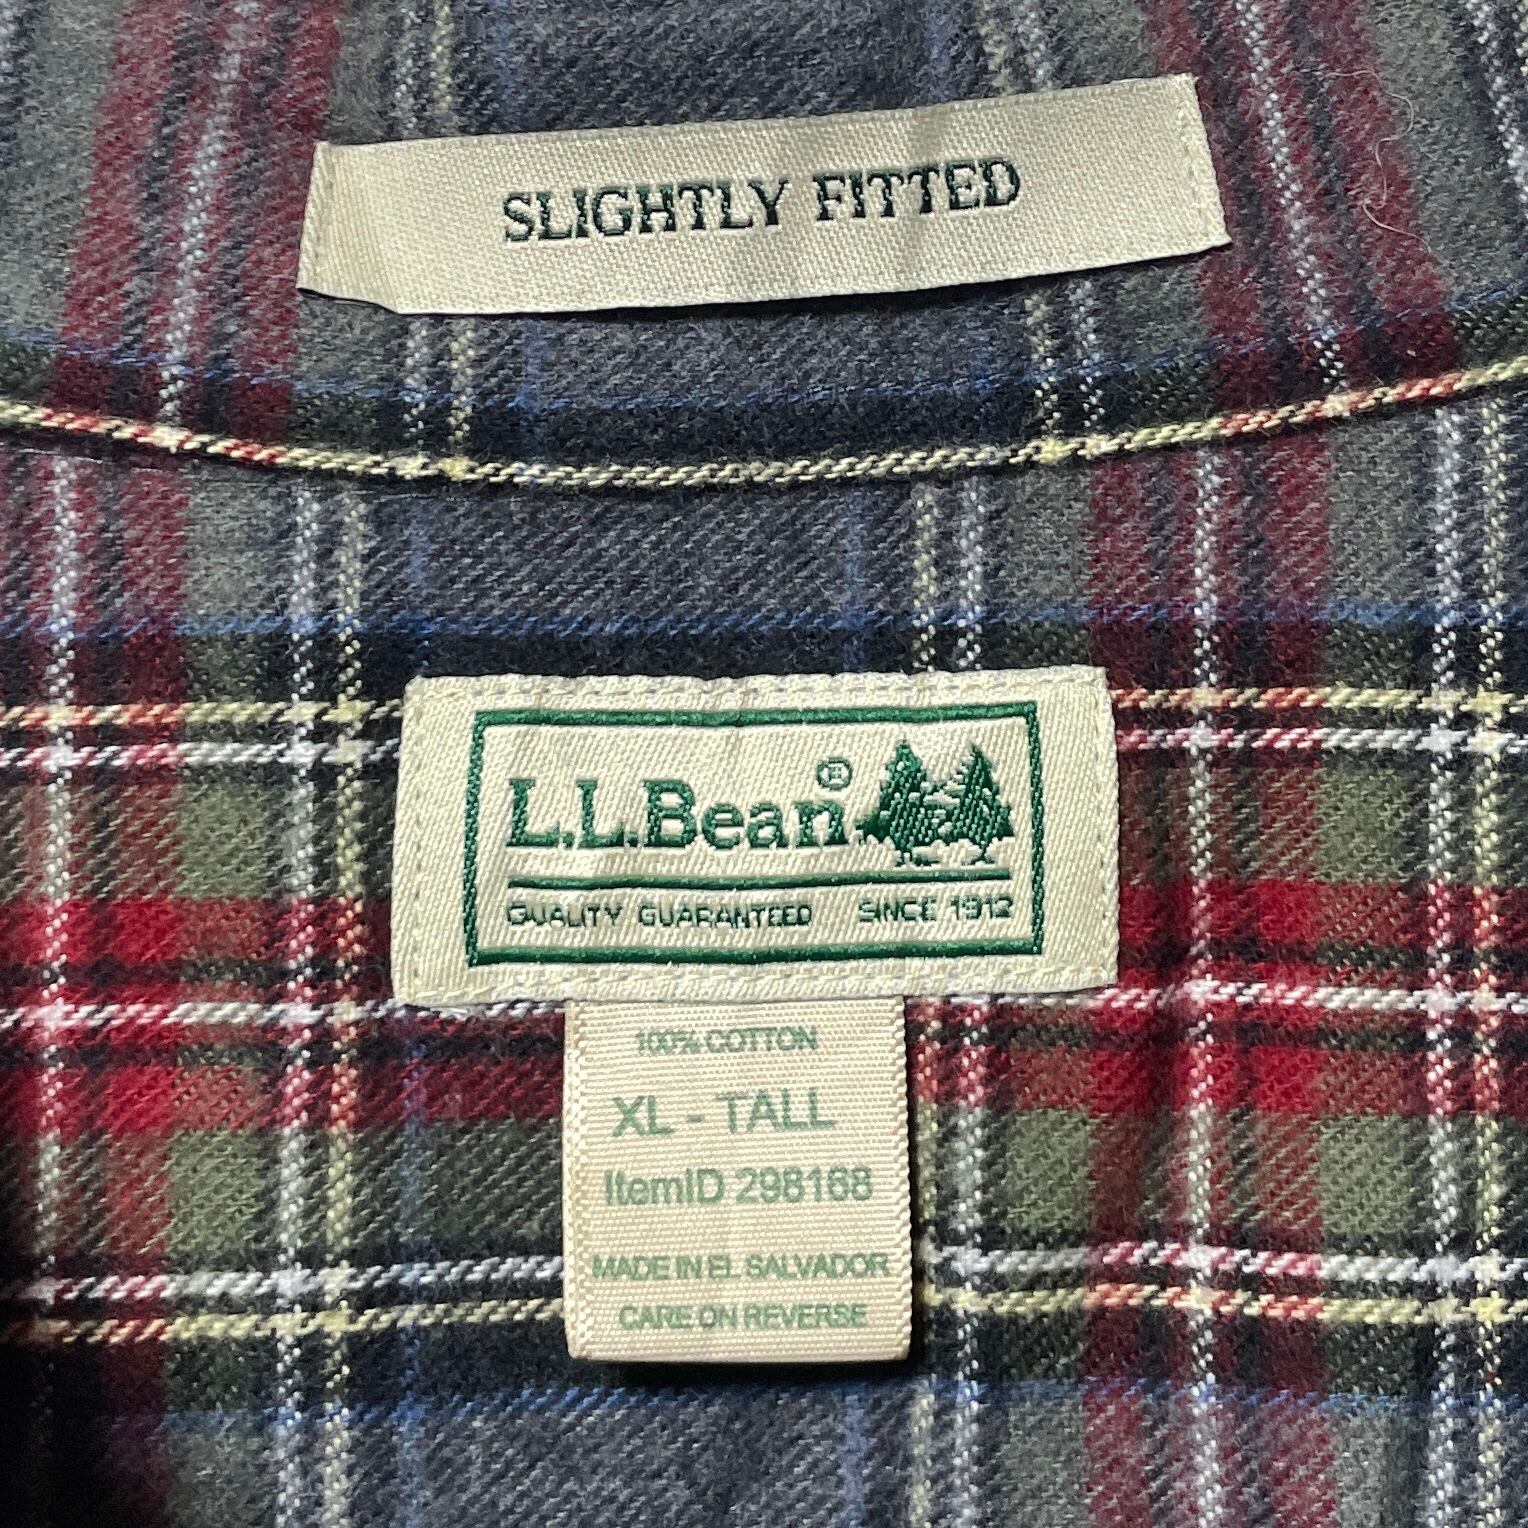 SLIGHTLY FITTED
L.L.Bean®
QUALITY GUARANTEED SINCE 1912
100% COTTON
XL - TALL
ItemID 298168
MADE IN EL SALVADOR
CARE ON REVERSE